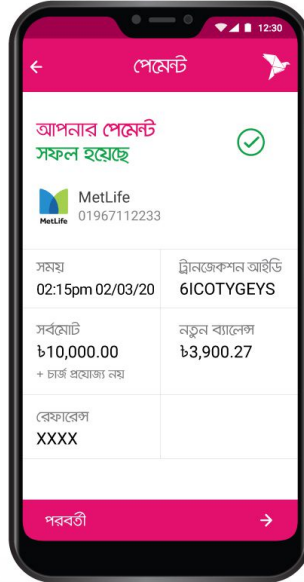 12:30
পেমেন্ট
আপনার পেমেন্ট
সফল হয়েছে
MetLife
MetLife
01967112233
সময়
02:15pm 02/03/20
ট্রানজেকশন আইডি
6ICOTYGEYS
সর্বমোট
৳10,000.00
+ চার্জ প্রযোজ্য নয়
নতুন ব্যালেন্স
৳3,900.27
রেফারেন্স
XXXX
পরবর্তী